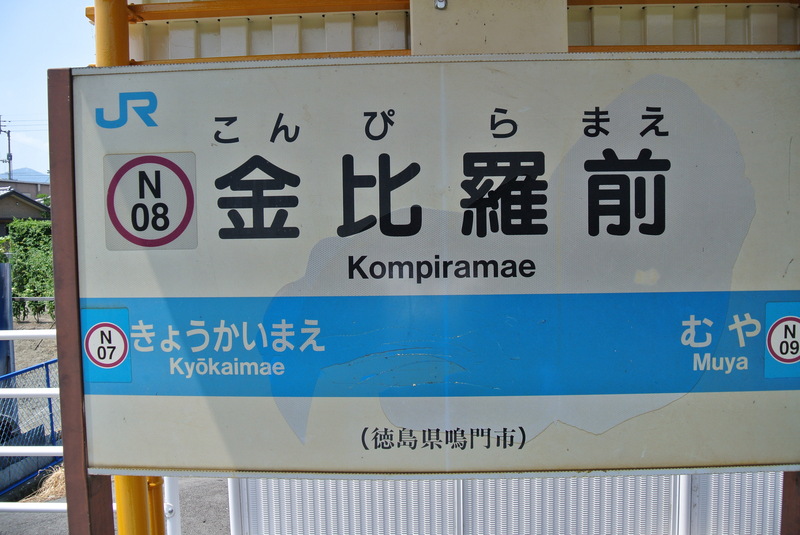 JR
こんぴらまえ
N
08
金比羅前
Kompiramae
N
07
きょうかいまえ
Kyōkaimae
むや
Muya
N
09
(徳島県鳴門市)